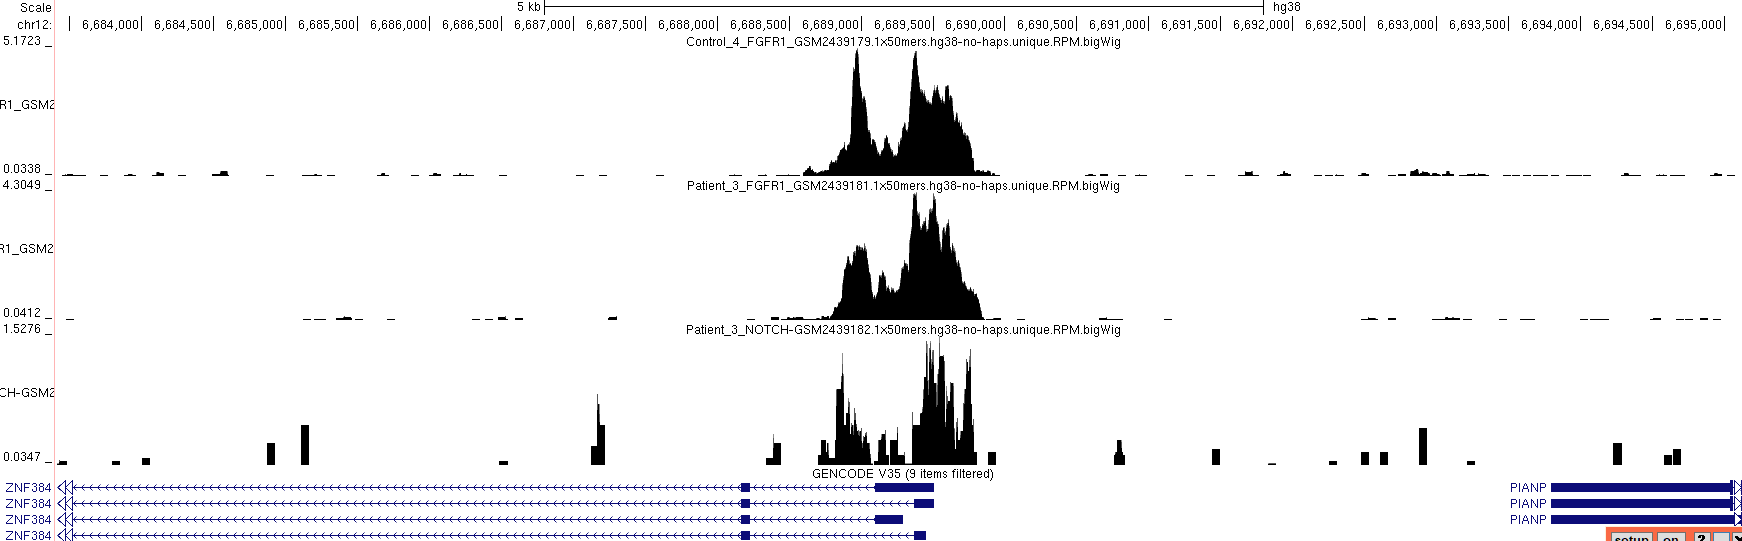 Scale 5 kb hg38
chr12: 6,684,000 6,684,500 6,685,000 6,685,500 6,686,000 6,686,500 6,687,000 6,687,500 6,688,000 6,688,500 6,689,000 6,689,500 6,690,000 6,690,500 6,691,000 6,691,500 6,692,000 6,692,500 6,693,000 6,693,500 6,694,000 6,694,500 6,695,000
5.1723 _ Control_4_FGFR1_GSM2439179.1x50mers.hg38-no-haps.unique.RPM.bigWig
R1_GSM2
0.0338 _
4.3049 _ Patient_3_FGFR1_GSM2439181.1x50mers.hg38-no-haps.unique.RPM.bigWig
R1_GSM2
0.0412 _
1.5276 _ Patient_3_NOTCH-GSM2439182.1x50mers.hg38-no-haps.unique.RPM.bigWig
CH-GSM2
0.0347 _
GENCODE V35 (9 items filtered)
ZNF384 PIANP
ZNF384 PIANP
ZNF384 PIANP
ZNF384
setup on ?